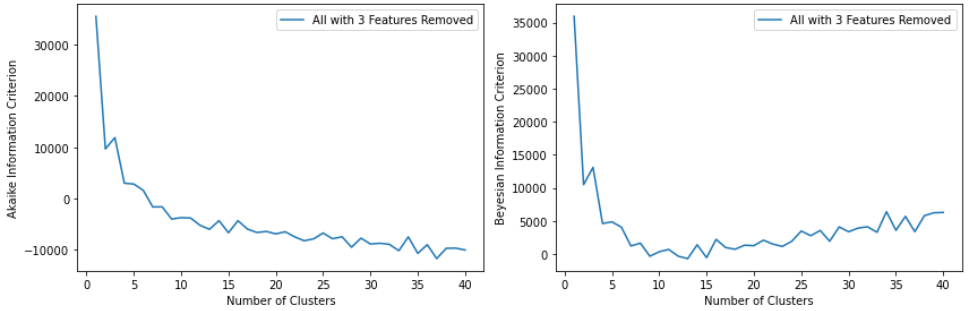 All with 3 Features Removed
Akaike Information Criterion
30000
20000
10000
0
−10000
0 5 10 15 20 25 30 35 40
Number of Clusters
All with 3 Features Removed
Beyesian Information Criterion
35000
30000
25000
20000
15000
10000
5000
0
0 5 10 15 20 25 30 35 40
Number of Clusters